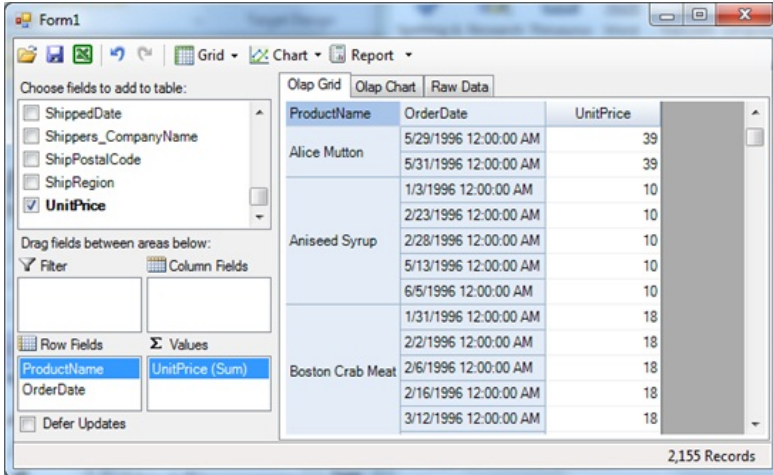 Form1
Grid Chart Report
Choose fields to add to table:
ShippedDate
Shippers_CompanyName
ShipPostalCode
ShipRegion
UnitPrice
Drag fields between areas below:
Filter Column Fields
Row Fields Σ Values
ProductName UnitPrice (Sum)
OrderDate
Defer Updates
Olap Grid Olap Chart Raw Data
ProductName OrderDate UnitPrice
Alice Mutton
5/29/1996 12:00:00 AM 39
5/31/1996 12:00:00 AM 39
Aniseed Syrup
1/3/1996 12:00:00 AM 10
2/23/1996 12:00:00 AM 10
2/28/1996 12:00:00 AM 10
5/13/1996 12:00:00 AM 10
6/5/1996 12:00:00 AM 10
Boston Crab Meat
1/31/1996 12:00:00 AM 18
2/2/1996 12:00:00 AM 18
2/6/1996 12:00:00 AM 18
2/16/1996 12:00:00 AM 18
3/12/1996 12:00:00 AM 18
2,155 Records